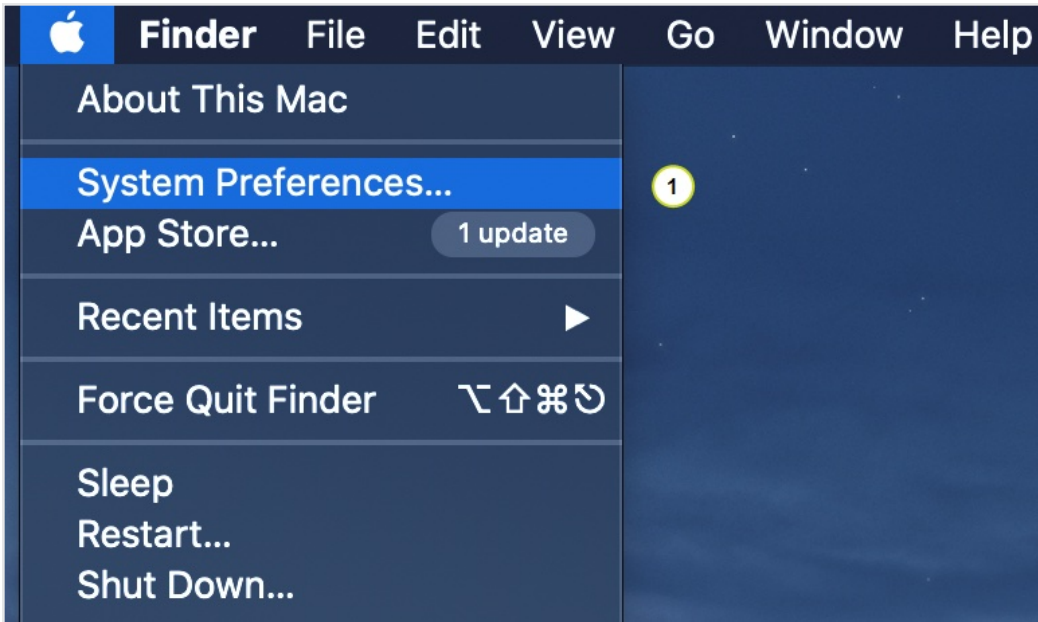 Finder File Edit View Go Window Help
About This Mac
System Preferences... 1
App Store... 1 update
Recent Items ▶
Force Quit Finder ⌥⇧⌘⎋
Sleep
Restart...
Shut Down...